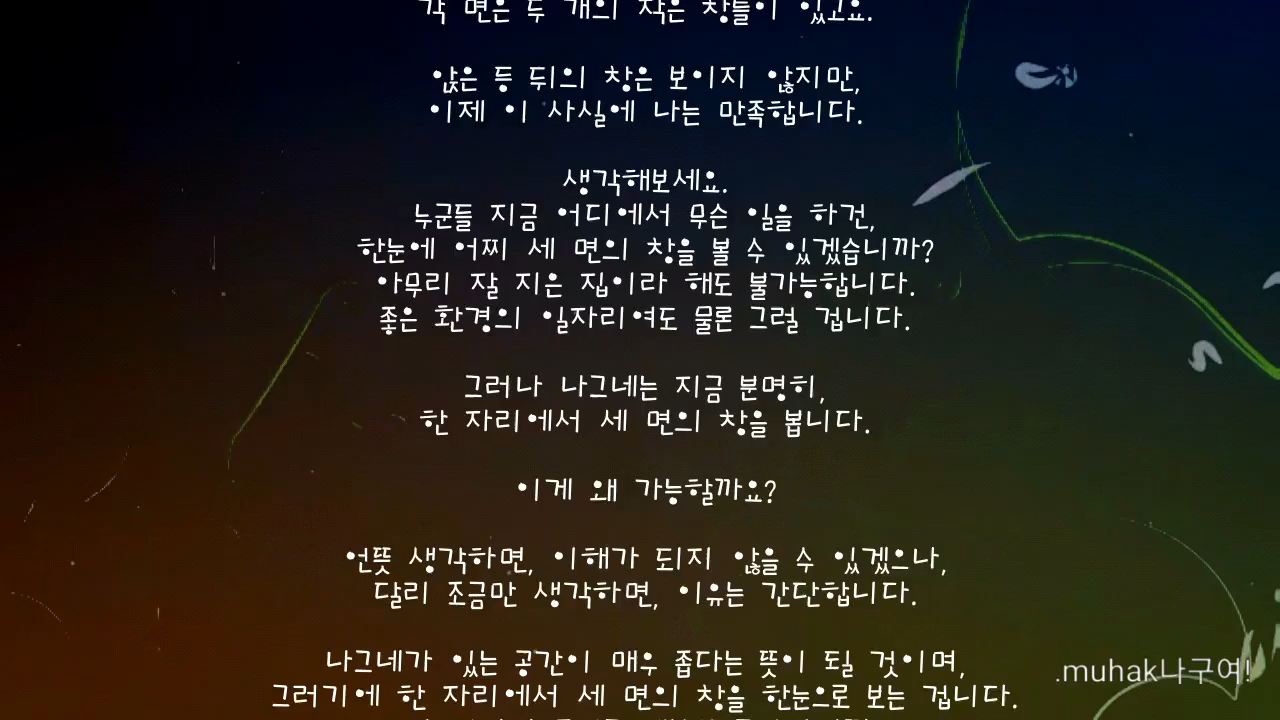 각 면은 두 개의 작은 창들이 있고요.
앉은 등 뒤의 창은 보이지 않지만,
이제 이 사실에 나는 만족합니다.
생각해보세요.
누군들 지금 어디에서 무슨 일을 하건,
한눈에 어찌 세 면의 창을 볼 수 있겠습니까?
아무리 잘 지은 집이라 해도 불가능합니다.
좋은 환경의 일자리여도 물론 그럴 겁니다.
그러나 나그네는 지금 분명히,
한 자리에서 세 면의 창을 봅니다.
이게 왜 가능할까요?
언뜻 생각하면, 이해가 되지 않을 수 있겠으나,
달리 조금만 생각하면, 이유는 간단합니다.
나그네가 있는 공간이 매우 좁다는 뜻이 될 것이며,
그러기에 한 자리에서 세 면의 창을 한눈으로 보는 겁니다.
.muhak나구여!